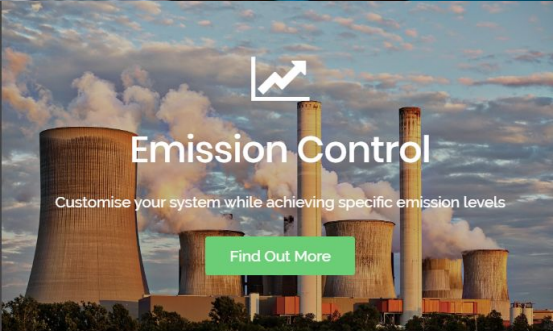 Emission Control
Customise your system while achieving specific emission levels
Find Out More